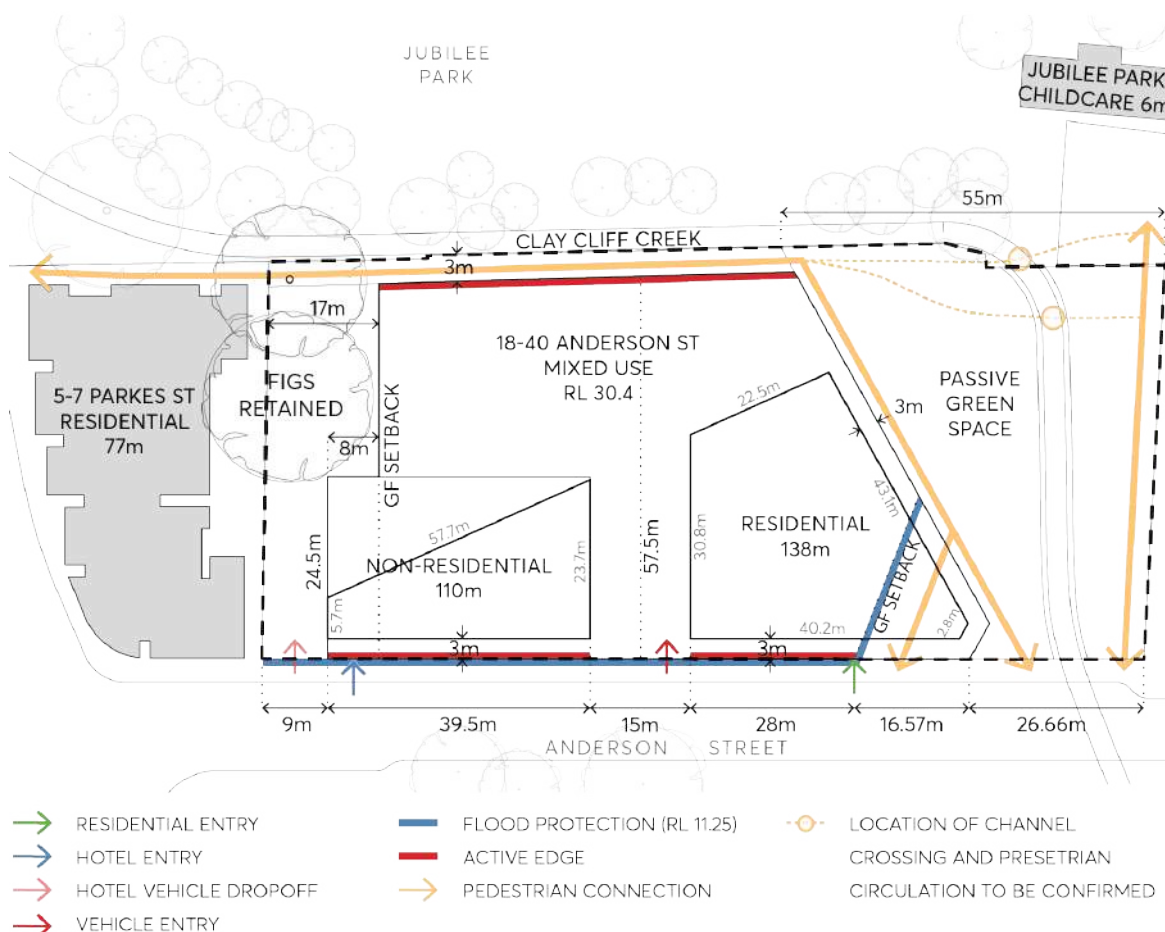 JUBILEE
PARK
JUBILEE PARK
CHILDCARE 6m
55m
CLAY CLIFF CREEK
3m
17m
18-40 ANDERSON ST
MIXED USE
RL 30.4
5-7 PARKES ST
RESIDENTIAL
77m
FIGS
RETAINED
8m
GF SETBACK
22.5m
3m
PASSIVE
GREEN
SPACE
43.1m
57.7m
NON-RESIDENTIAL
110m
24.5m
23.7m
5.7m
57.5m
30.8m
RESIDENTIAL
138m
GF SETBACK
40.2m
2.8m
3m
3m
9m
39.5m
15m
28m
16.57m
26.66m
ANDERSON STREET
RESIDENTIAL ENTRY
HOTEL ENTRY
HOTEL VEHICLE DROPOFF
VEHICLE ENTRY
FLOOD PROTECTION (RL 11.25)
ACTIVE EDGE
PEDESTRIAN CONNECTION
LOCATION OF CHANNEL
CROSSING AND PRESETRIAN
CIRCULATION TO BE CONFIRMED